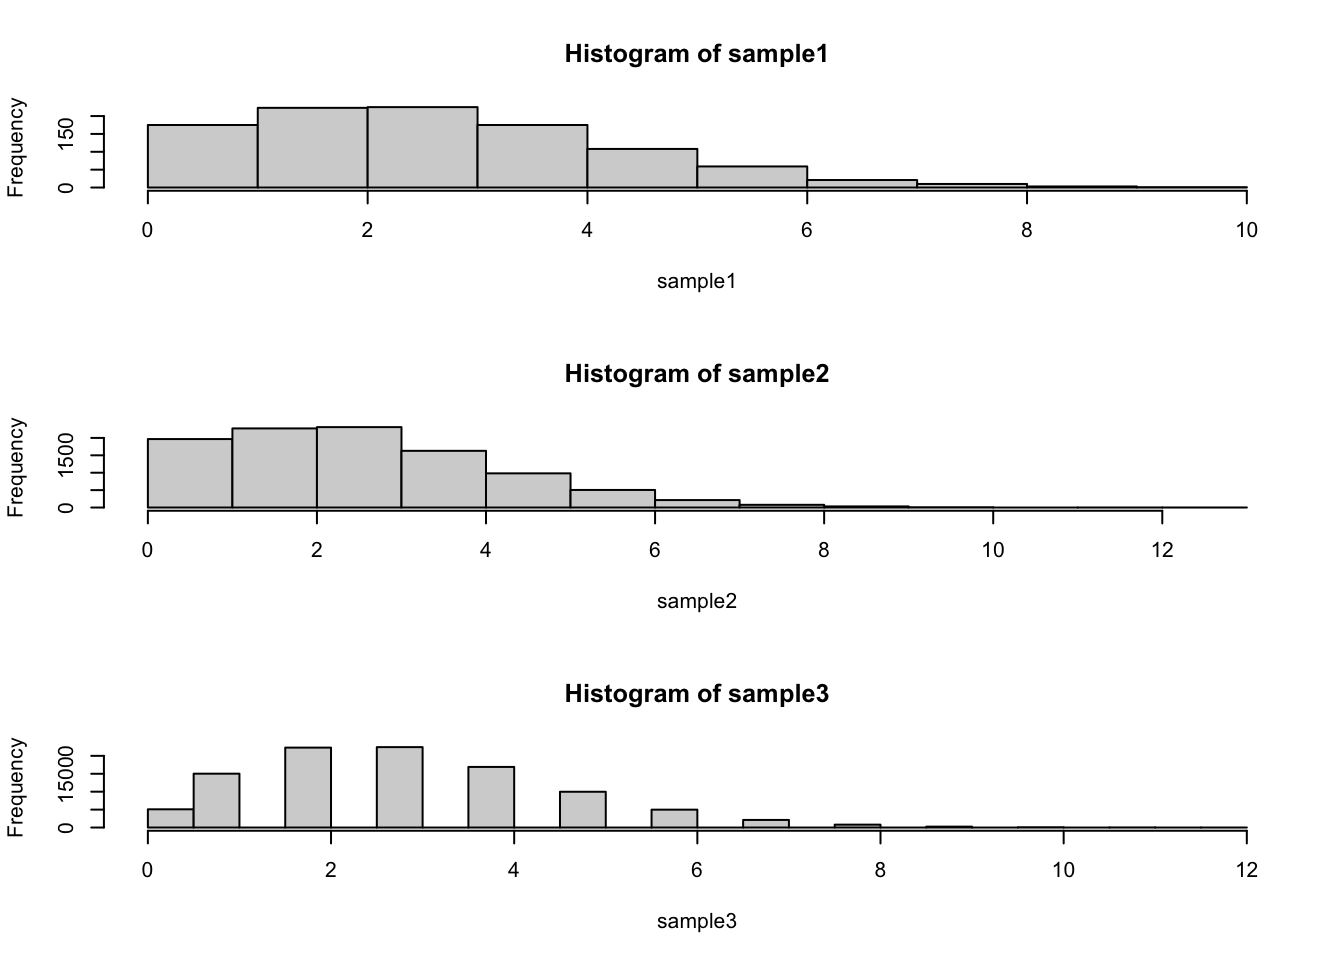 Histogram of sample1
Frequency
150
0
0 2 4 6 8 10
sample1
Histogram of sample2
Frequency
1500
0
0 2 4 6 8 10 12
sample2
Histogram of sample3
Frequency
15000
0
0 2 4 6 8 10 12
sample3